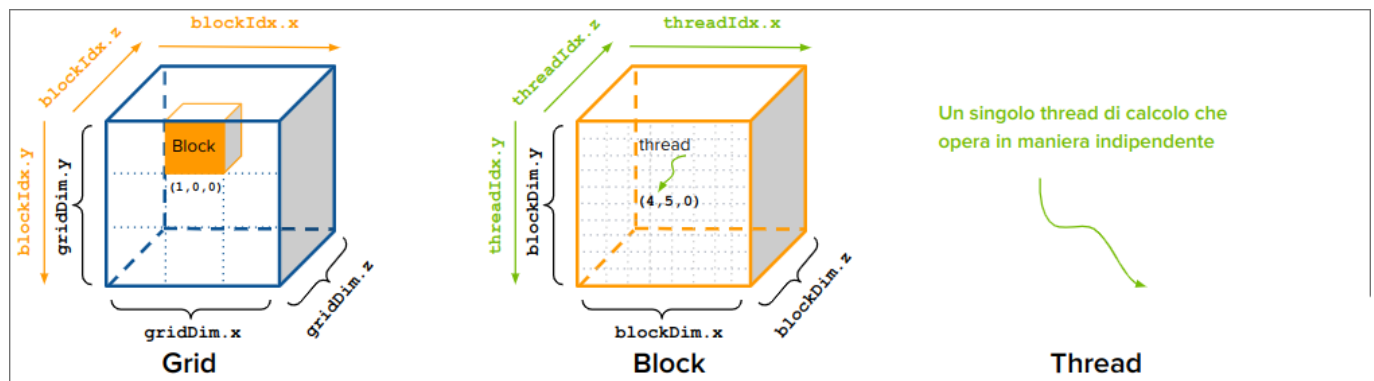 blockIdx.x
blockIdx.z
blockIdx.y
gridDim.y
Block
(1,0,0)
gridDim.z
gridDim.x
Grid
threadIdx.x
threadIdx.z
threadIdx.y
blockDim.y
thread
(4,5,0)
blockDim.z
blockDim.x
Block
Un singolo thread di calcolo che
opera in maniera indipendente
Thread